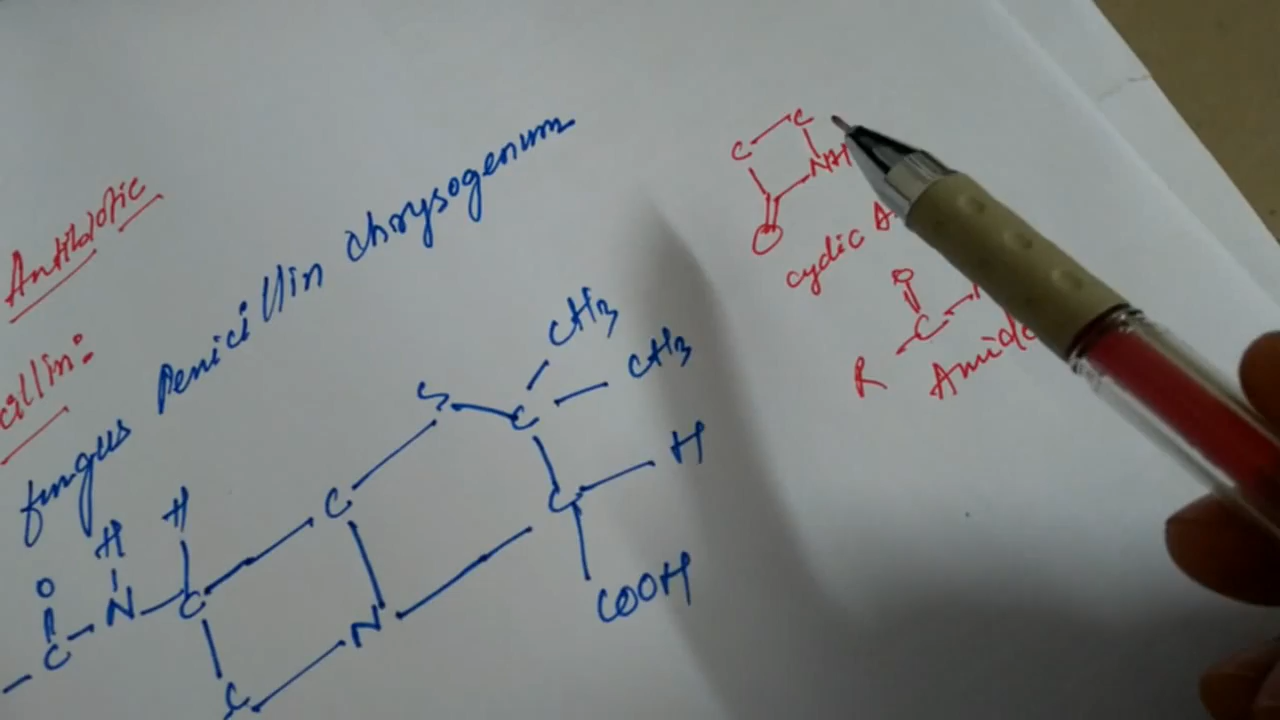 Antibiotic
cillin:
fungus Penicillin chrysogenum
C C
NH
O
cyclic A
O
R C
Amide
CH3
CH3
S C
H
C C
H H
O N C N
C
COOH
C